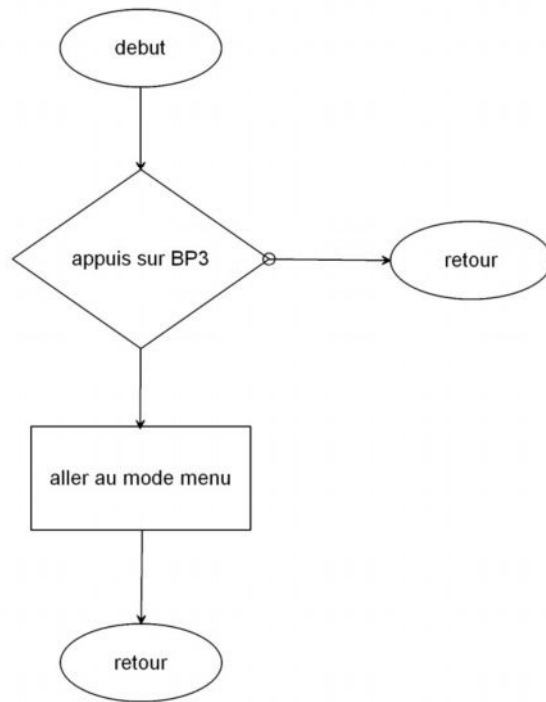 debut
appuis sur BP3
retour
aller au mode menu
retour